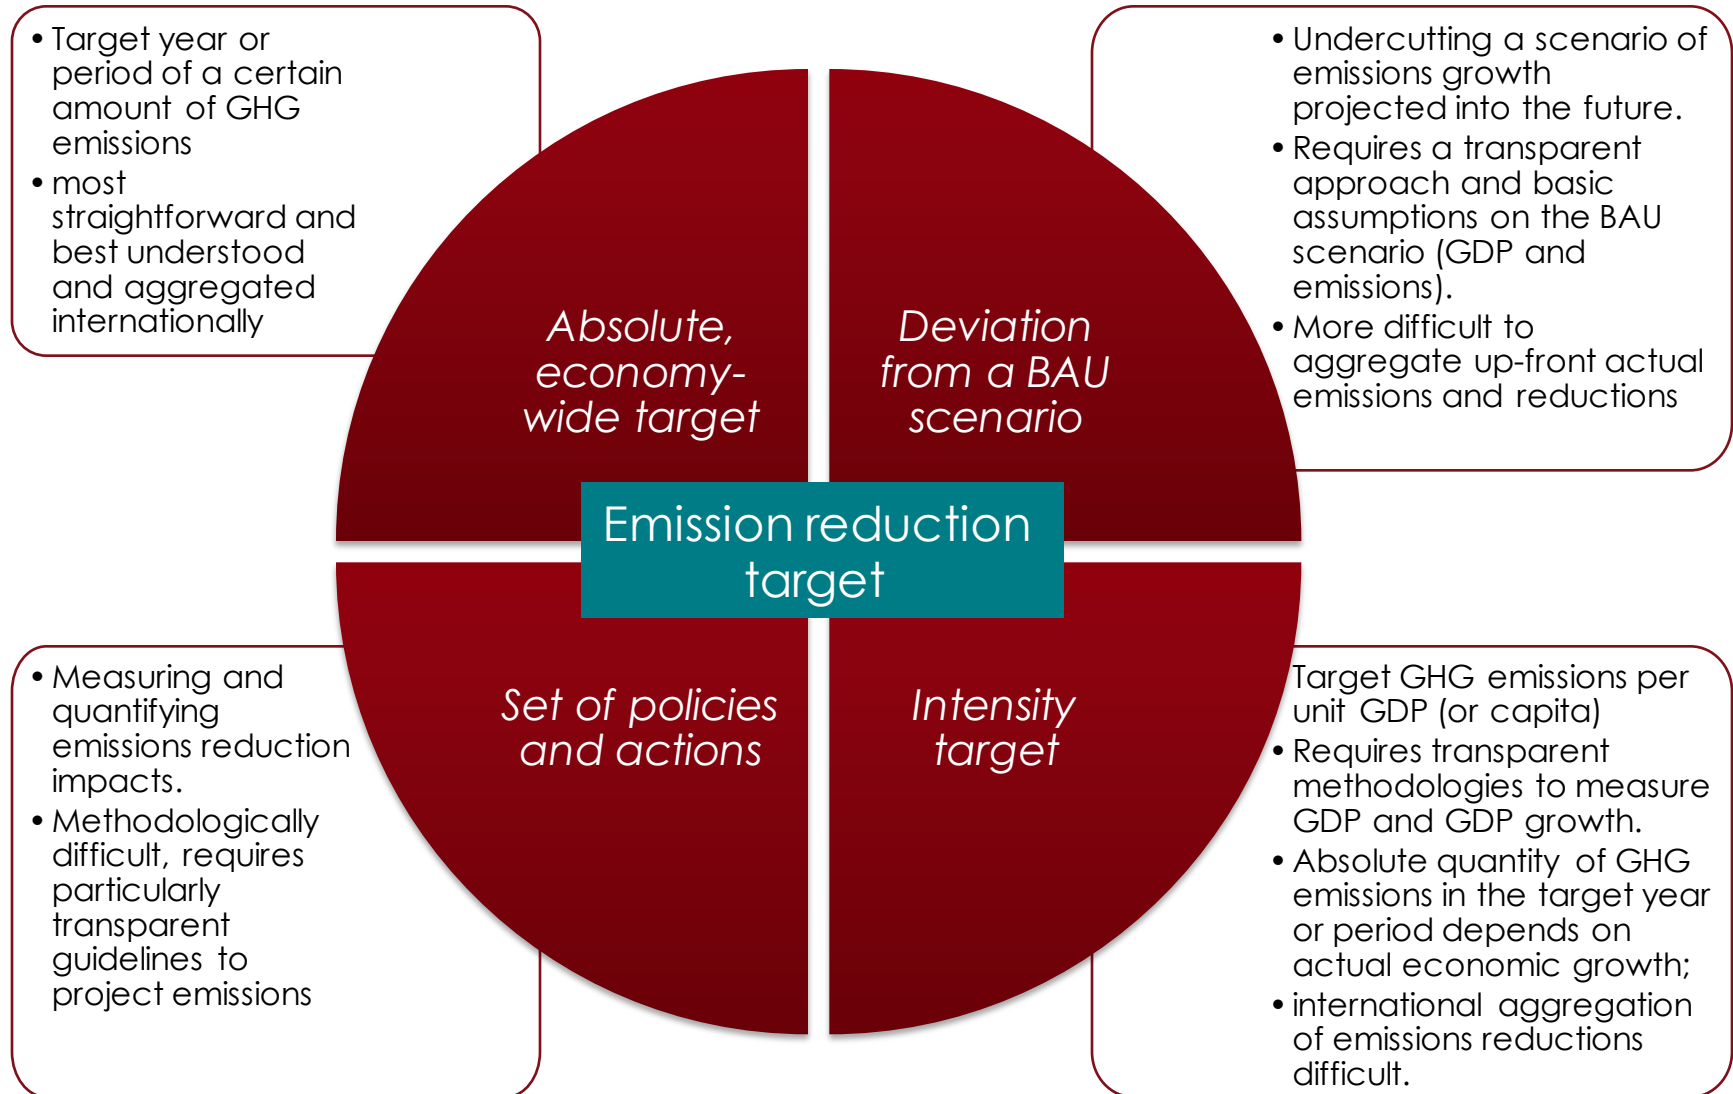 • Target year or
period of a certain
amount of GHG
emissions
• most
straightforward and
best understood
and aggregated
internationally
• Undercutting a scenario of
emissions growth
projected into the future.
• Requires a transparent
approach and basic
assumptions on the BAU
scenario (GDP and
emissions).
• More difficult to
aggregate up-front actual
emissions and reductions
Absolute,
economy-
wide target
Deviation
from a BAU
scenario
Emission reduction
target
Set of policies
and actions
Intensity
target
• Measuring and
quantifying
emissions reduction
impacts.
• Methodologically
difficult, requires
particularly
transparent
guidelines to
project emissions
Target GHG emissions per
unit GDP (or capita)
• Requires transparent
methodologies to measure
GDP and GDP growth.
• Absolute quantity of GHG
emissions in the target year
or period depends on
actual economic growth;
• international aggregation
of emissions reductions
difficult.